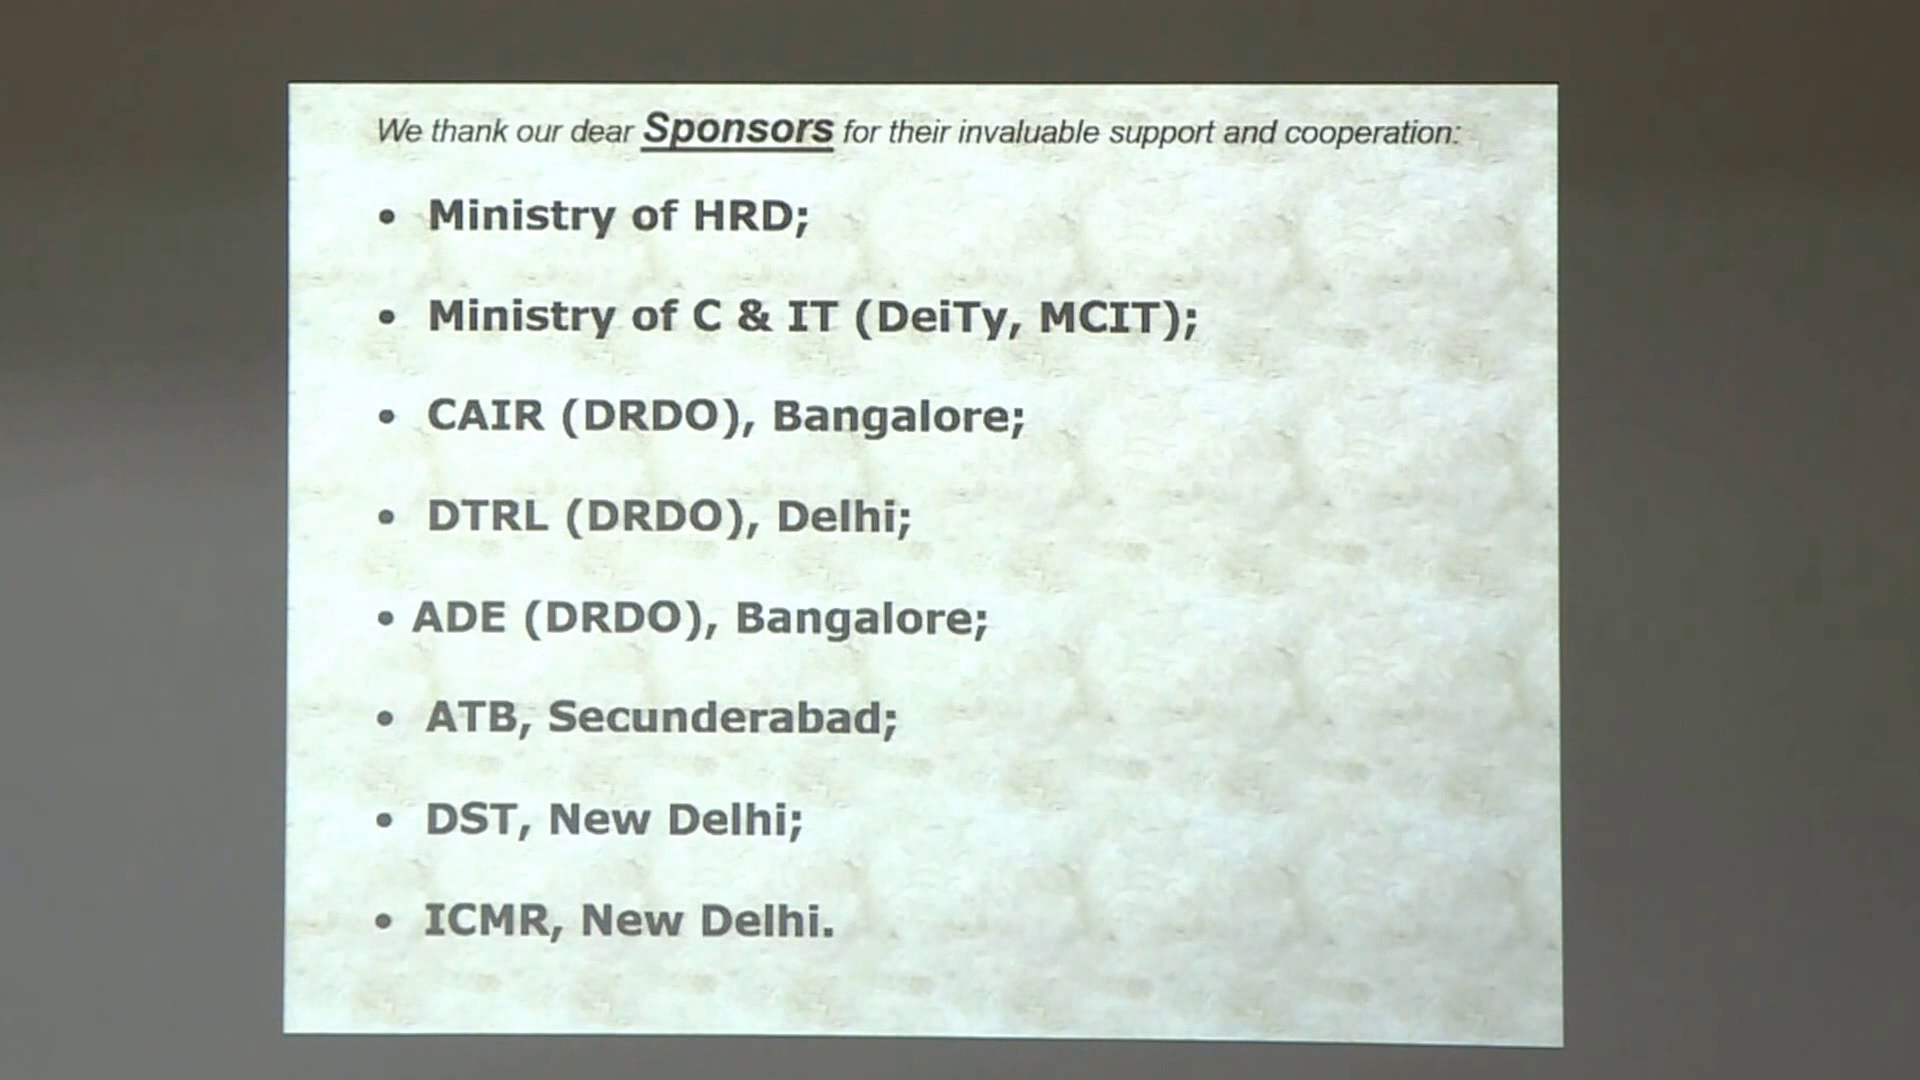 We thank our dear Sponsors for their invaluable support and cooperation:
• Ministry of HRD;
• Ministry of C & IT (DeiTy, MCIT);
• CAIR (DRDO), Bangalore;
• DTRL (DRDO), Delhi;
• ADE (DRDO), Bangalore;
• ATB, Secunderabad;
• DST, New Delhi;
• ICMR, New Delhi.